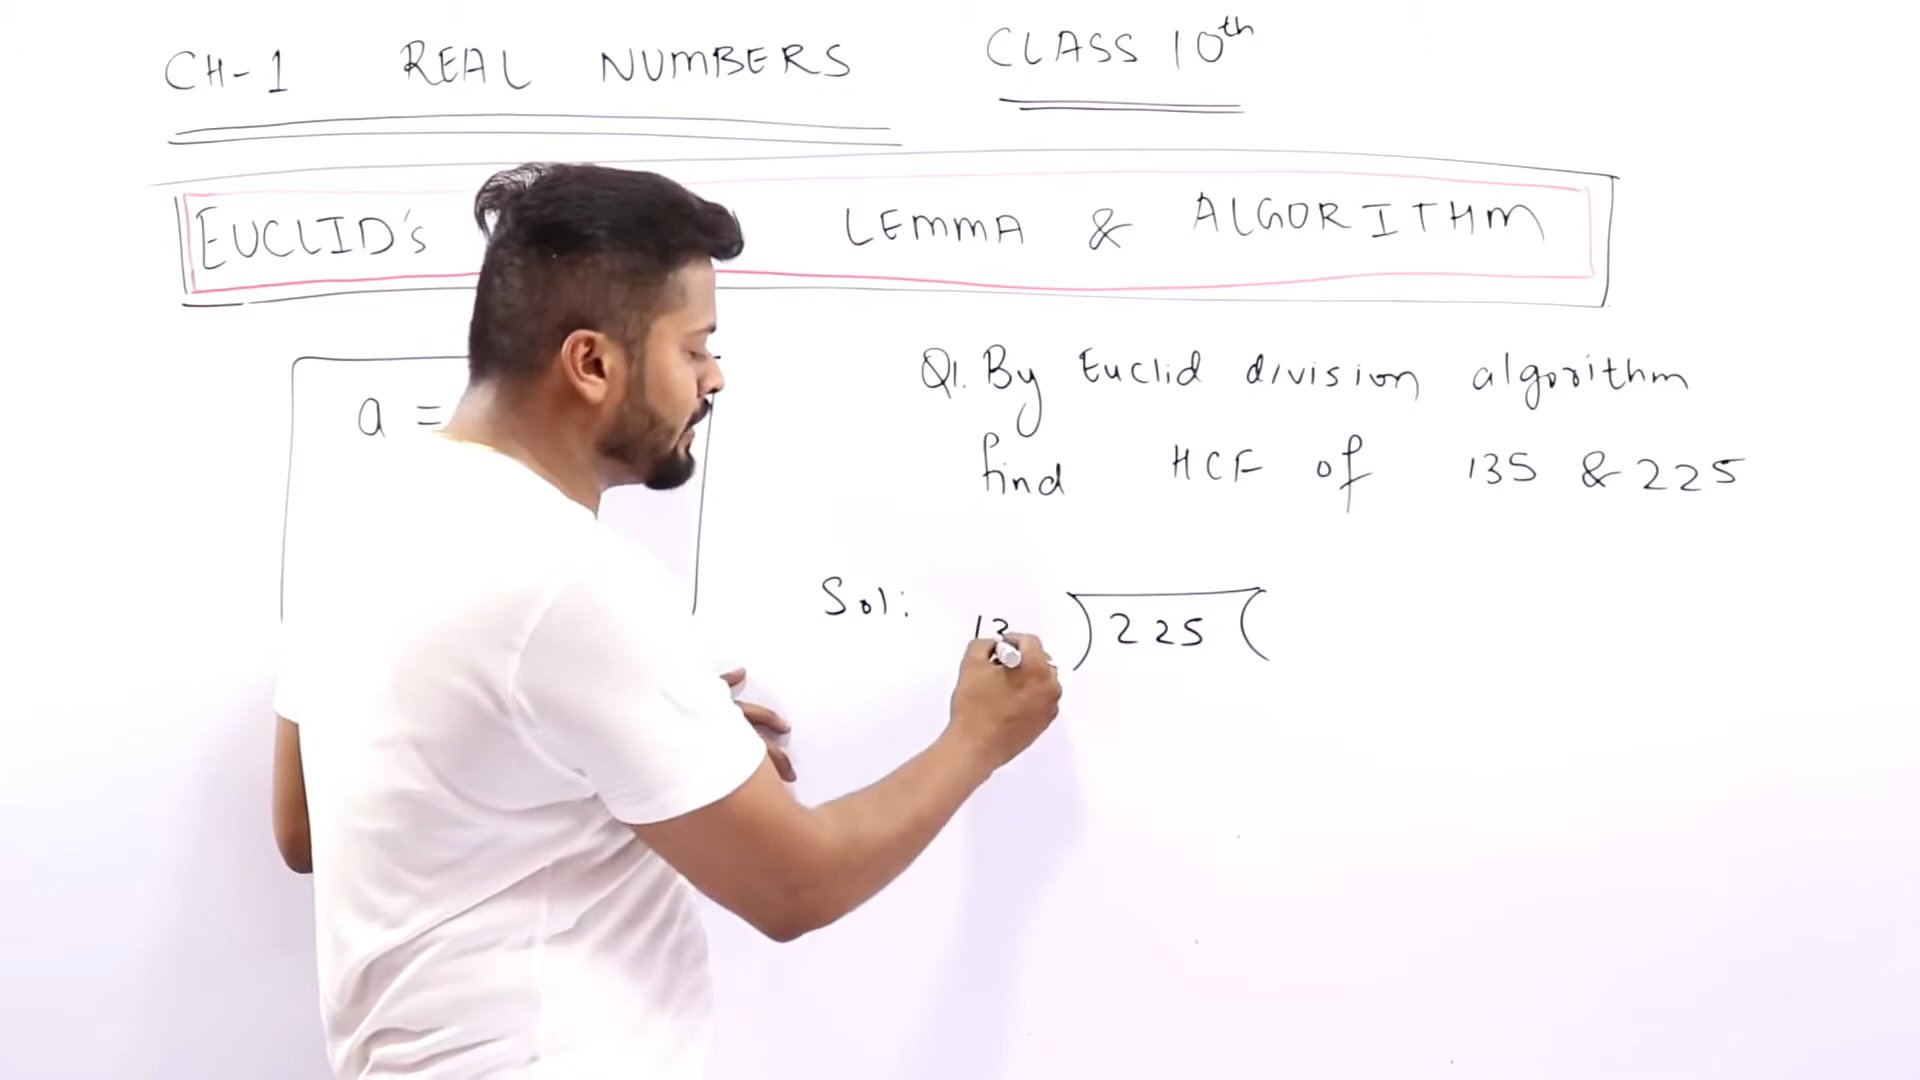 CH-1 REAL NUMBERS CLASS 10th
EUCLID's LEMMA & ALGORITHM
a =
Q1. By Euclid division algorithm
find HCF of 135 & 225
Sol: 13 ) 225 (